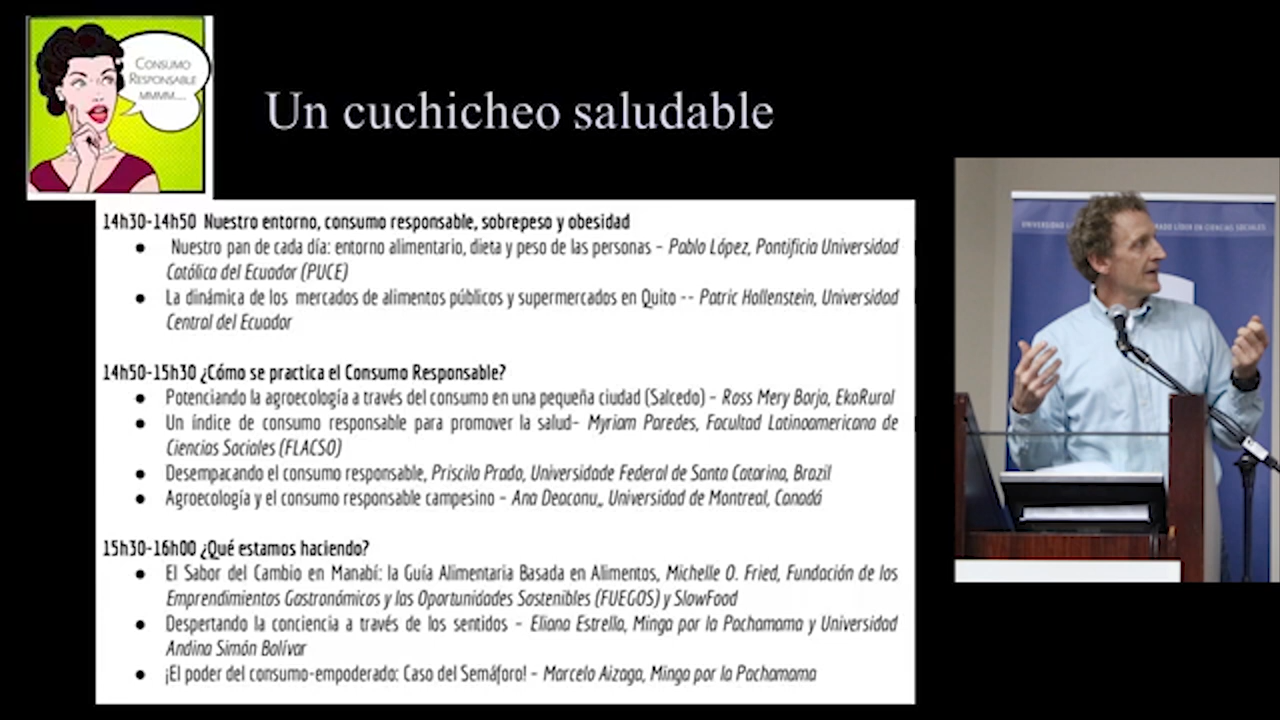 CONSUMO
RESPONSABLE
MMMM....
Un cuchicheo saludable
14h30-14h50 Nuestro entorno, consumo responsable, sobrepeso y obesidad
● Nuestro pan de cada día: entorno alimentario, dieta y peso de las personas – Pablo López, Pontificia Universidad
Católica del Ecuador (PUCE)
● La dinámica de los mercados de alimentos públicos y supermercados en Quito -- Patric Hollenstein, Universidad
Central del Ecuador
14h50-15h30 ¿Cómo se practica el Consumo Responsable?
● Potenciando la agroecología a través del consumo en una pequeña ciudad (Salcedo) – Ross Mery Borja, EkoRural
● Un índice de consumo responsable para promover la salud– Myriam Paredes, Facultad Latinoamericana de
Ciencias Sociales (FLACSO)
● Desempacando el consumo responsable, Priscila Prado, Universidade Federal de Santa Catarina, Brazil
● Agroecología y el consumo responsable campesino – Ana Deaconu,, Universidad de Montreal, Canadá
15h30-16h00 ¿Qué estamos haciendo?
● El Sabor del Cambio en Manabí: la Guía Alimentaria Basada en Alimentos, Michelle O. Fried, Fundación de los
Emprendimientos Gastronómicos y las Oportunidades Sostenibles (FUEGOS) y SlowFood
● Despertando la conciencia a través de los sentidos – Eliana Estrella, Minga por la Pachamama y Universidad
Andina Simón Bolívar
● ¡El poder del consumo-empoderado: Caso del Semáforo! – Marcelo Aizaga, Minga por la Pachamama
UNIVERSIDAD LÍDER EN CIENCIAS SOCIALES